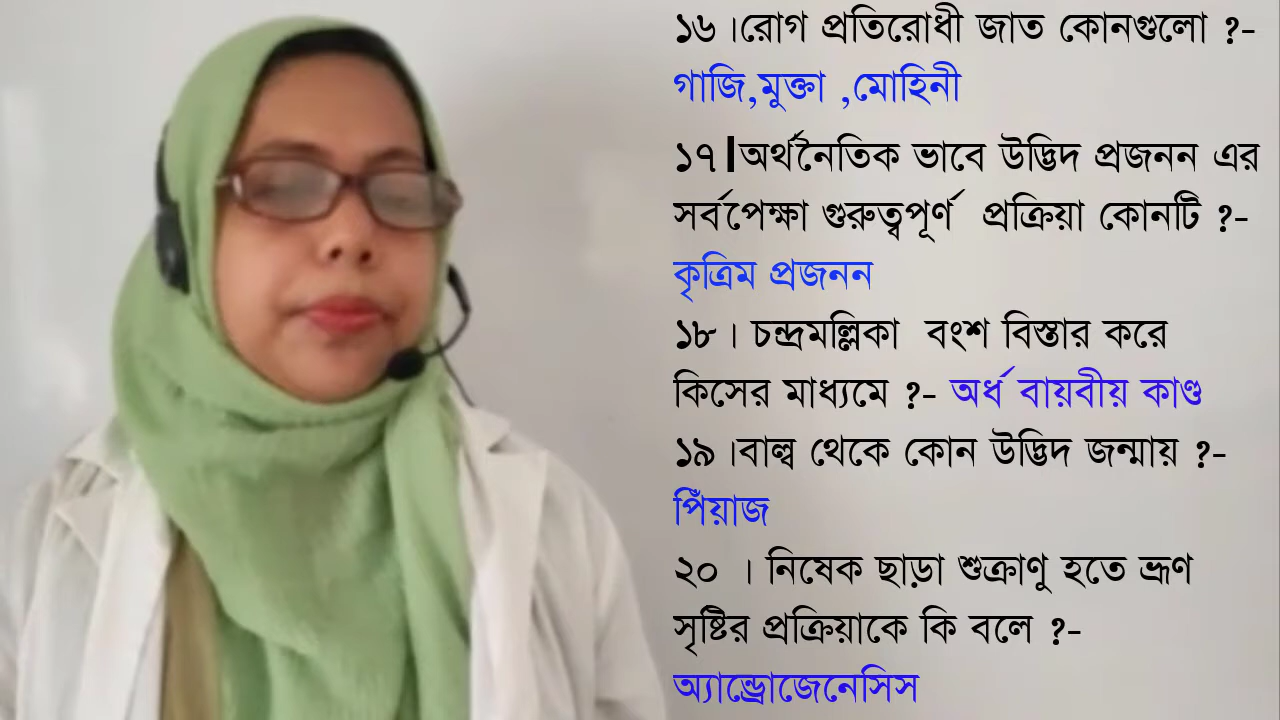 ১৬।রোগ প্রতিরোধী জাত কোনগুলো ?-
গাজি,মুক্তা ,মোহিনী
১৭|অর্থনৈতিক ভাবে উদ্ভিদ প্রজনন এর
সর্বপেক্ষা গুরুত্বপূর্ণ প্রক্রিয়া কোনটি ?-
কৃত্রিম প্রজনন
১৮। চন্দ্রমল্লিকা বংশ বিস্তার করে
কিসের মাধ্যমে ?- অর্ধ বায়বীয় কাণ্ড
১৯।বাল্ব থেকে কোন উদ্ভিদ জন্মায় ?-
পিঁয়াজ
২০ । নিষেক ছাড়া শুক্রাণু হতে ভ্রূণ
সৃষ্টির প্রক্রিয়াকে কি বলে ?-
অ্যান্ড্রোজেনেসিস